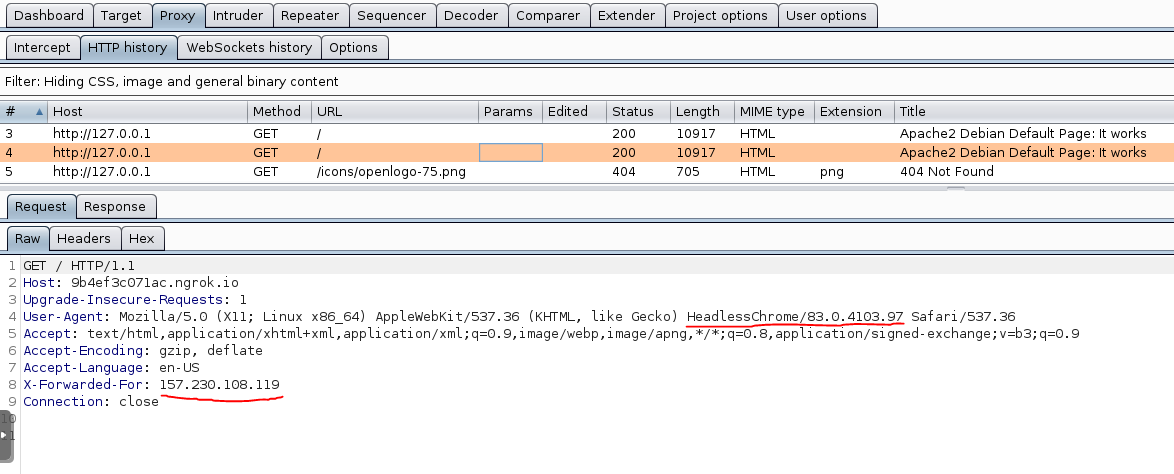 Dashboard Target Proxy Intruder Repeater Sequencer Decoder Comparer Extender Project options User options
Intercept HTTP history WebSockets history Options
Filter: Hiding CSS, image and general binary content
# Host Method URL Params Edited Status Length MIME type Extension Title
3 http://127.0.0.1 GET / 200 10917 HTML Apache2 Debian Default Page: It works
4 http://127.0.0.1 GET / 200 10917 HTML Apache2 Debian Default Page: It works
5 http://127.0.0.1 GET /icons/openlogo-75.png 404 705 HTML png 404 Not Found
Request Response
Raw Headers Hex
1 GET / HTTP/1.1
2 Host: 9b4ef3c071ac.ngrok.io
3 Upgrade-Insecure-Requests: 1
4 User-Agent: Mozilla/5.0 (X11; Linux x86_64) AppleWebKit/537.36 (KHTML, like Gecko) HeadlessChrome/83.0.4103.97 Safari/537.36
5 Accept: text/html,application/xhtml+xml,application/xml;q=0.9,image/webp,image/apng,*/*;q=0.8,application/signed-exchange;v=b3;q=0.9
6 Accept-Encoding: gzip, deflate
7 Accept-Language: en-US
8 X-Forwarded-For: 157.230.108.119
9 Connection: close
10